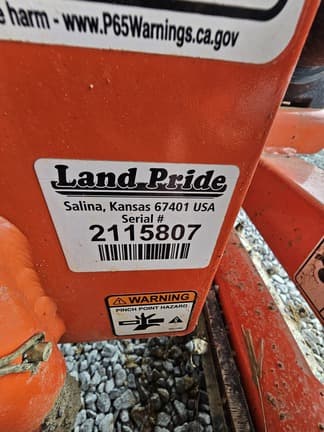 e harm - www.P65Warnings.ca.gov
Land Pride
Salina, Kansas 67401 USA
Serial #
2115807
WARNING
PINCH POINT HAZARD